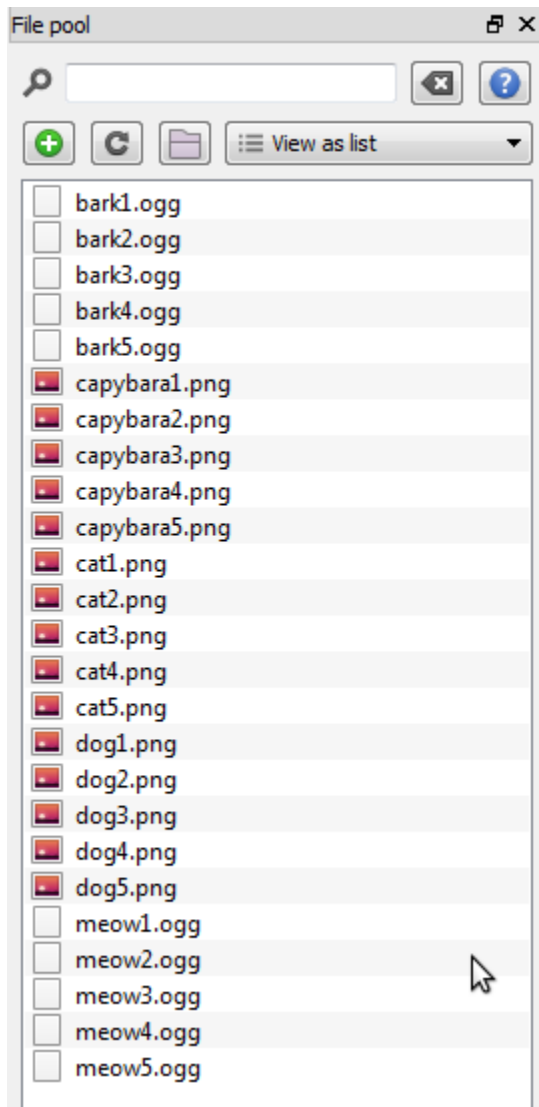 File pool
View as list
bark1.ogg
bark2.ogg
bark3.ogg
bark4.ogg
bark5.ogg
capybara1.png
capybara2.png
capybara3.png
capybara4.png
capybara5.png
cat1.png
cat2.png
cat3.png
cat4.png
cat5.png
dog1.png
dog2.png
dog3.png
dog4.png
dog5.png
meow1.ogg
meow2.ogg
meow3.ogg
meow4.ogg
meow5.ogg